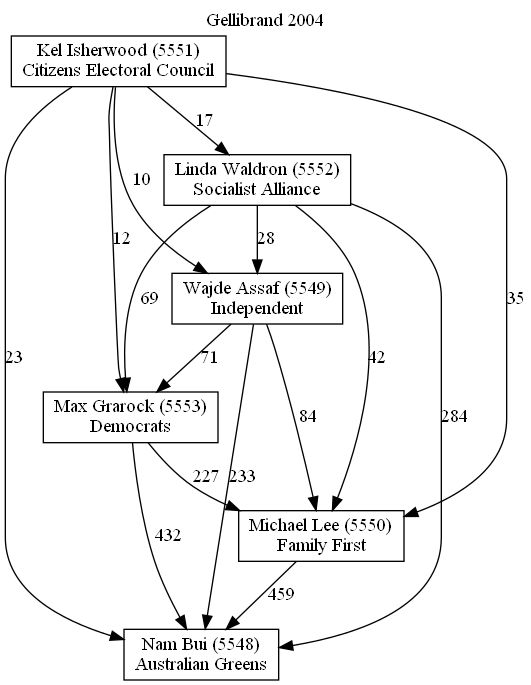 Gellibrand 2004
Kel Isherwood (5551)
Citizens Electoral Council
17
Linda Waldron (5552)
Socialist Alliance
10
12
28
Wajde Assaf (5549)
Independent
69
35
23
71
42
84
284
Max Grarock (5553)
Democrats
227
233
Michael Lee (5550)
Family First
432
459
Nam Bui (5548)
Australian Greens